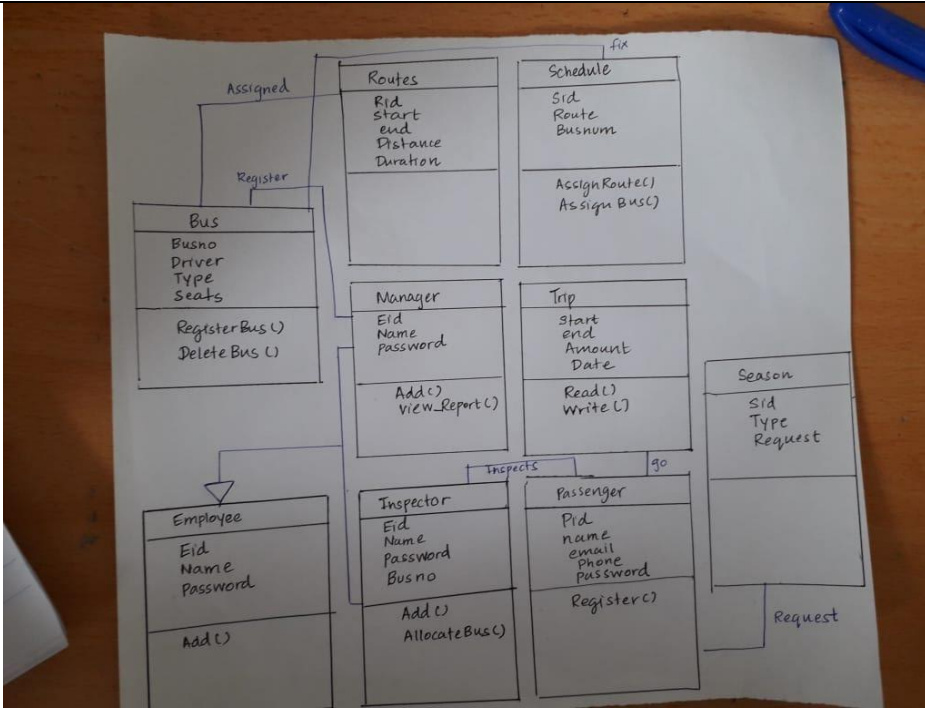 fix
Assigned
Routes
Rid
start
end
Distance
Duration
Schedule
Sid
Route
Busnum
AssignRoute()
Assign Bus()
Register
Bus
Busno
Driver
Type
Seats
RegisterBus()
DeleteBus()
Manager
Eid
Name
Password
Add()
view_Report()
Trip
Start
end
Amount
Date
Read()
Write()
Season
Sid
Type
Request
Inspects
go
Employee
Eid
Name
Password
Add()
Inspector
Eid
Name
Password
Busno
Add()
AllocateBus()
Passenger
Pid
name
email
Phone
password
Register()
Request